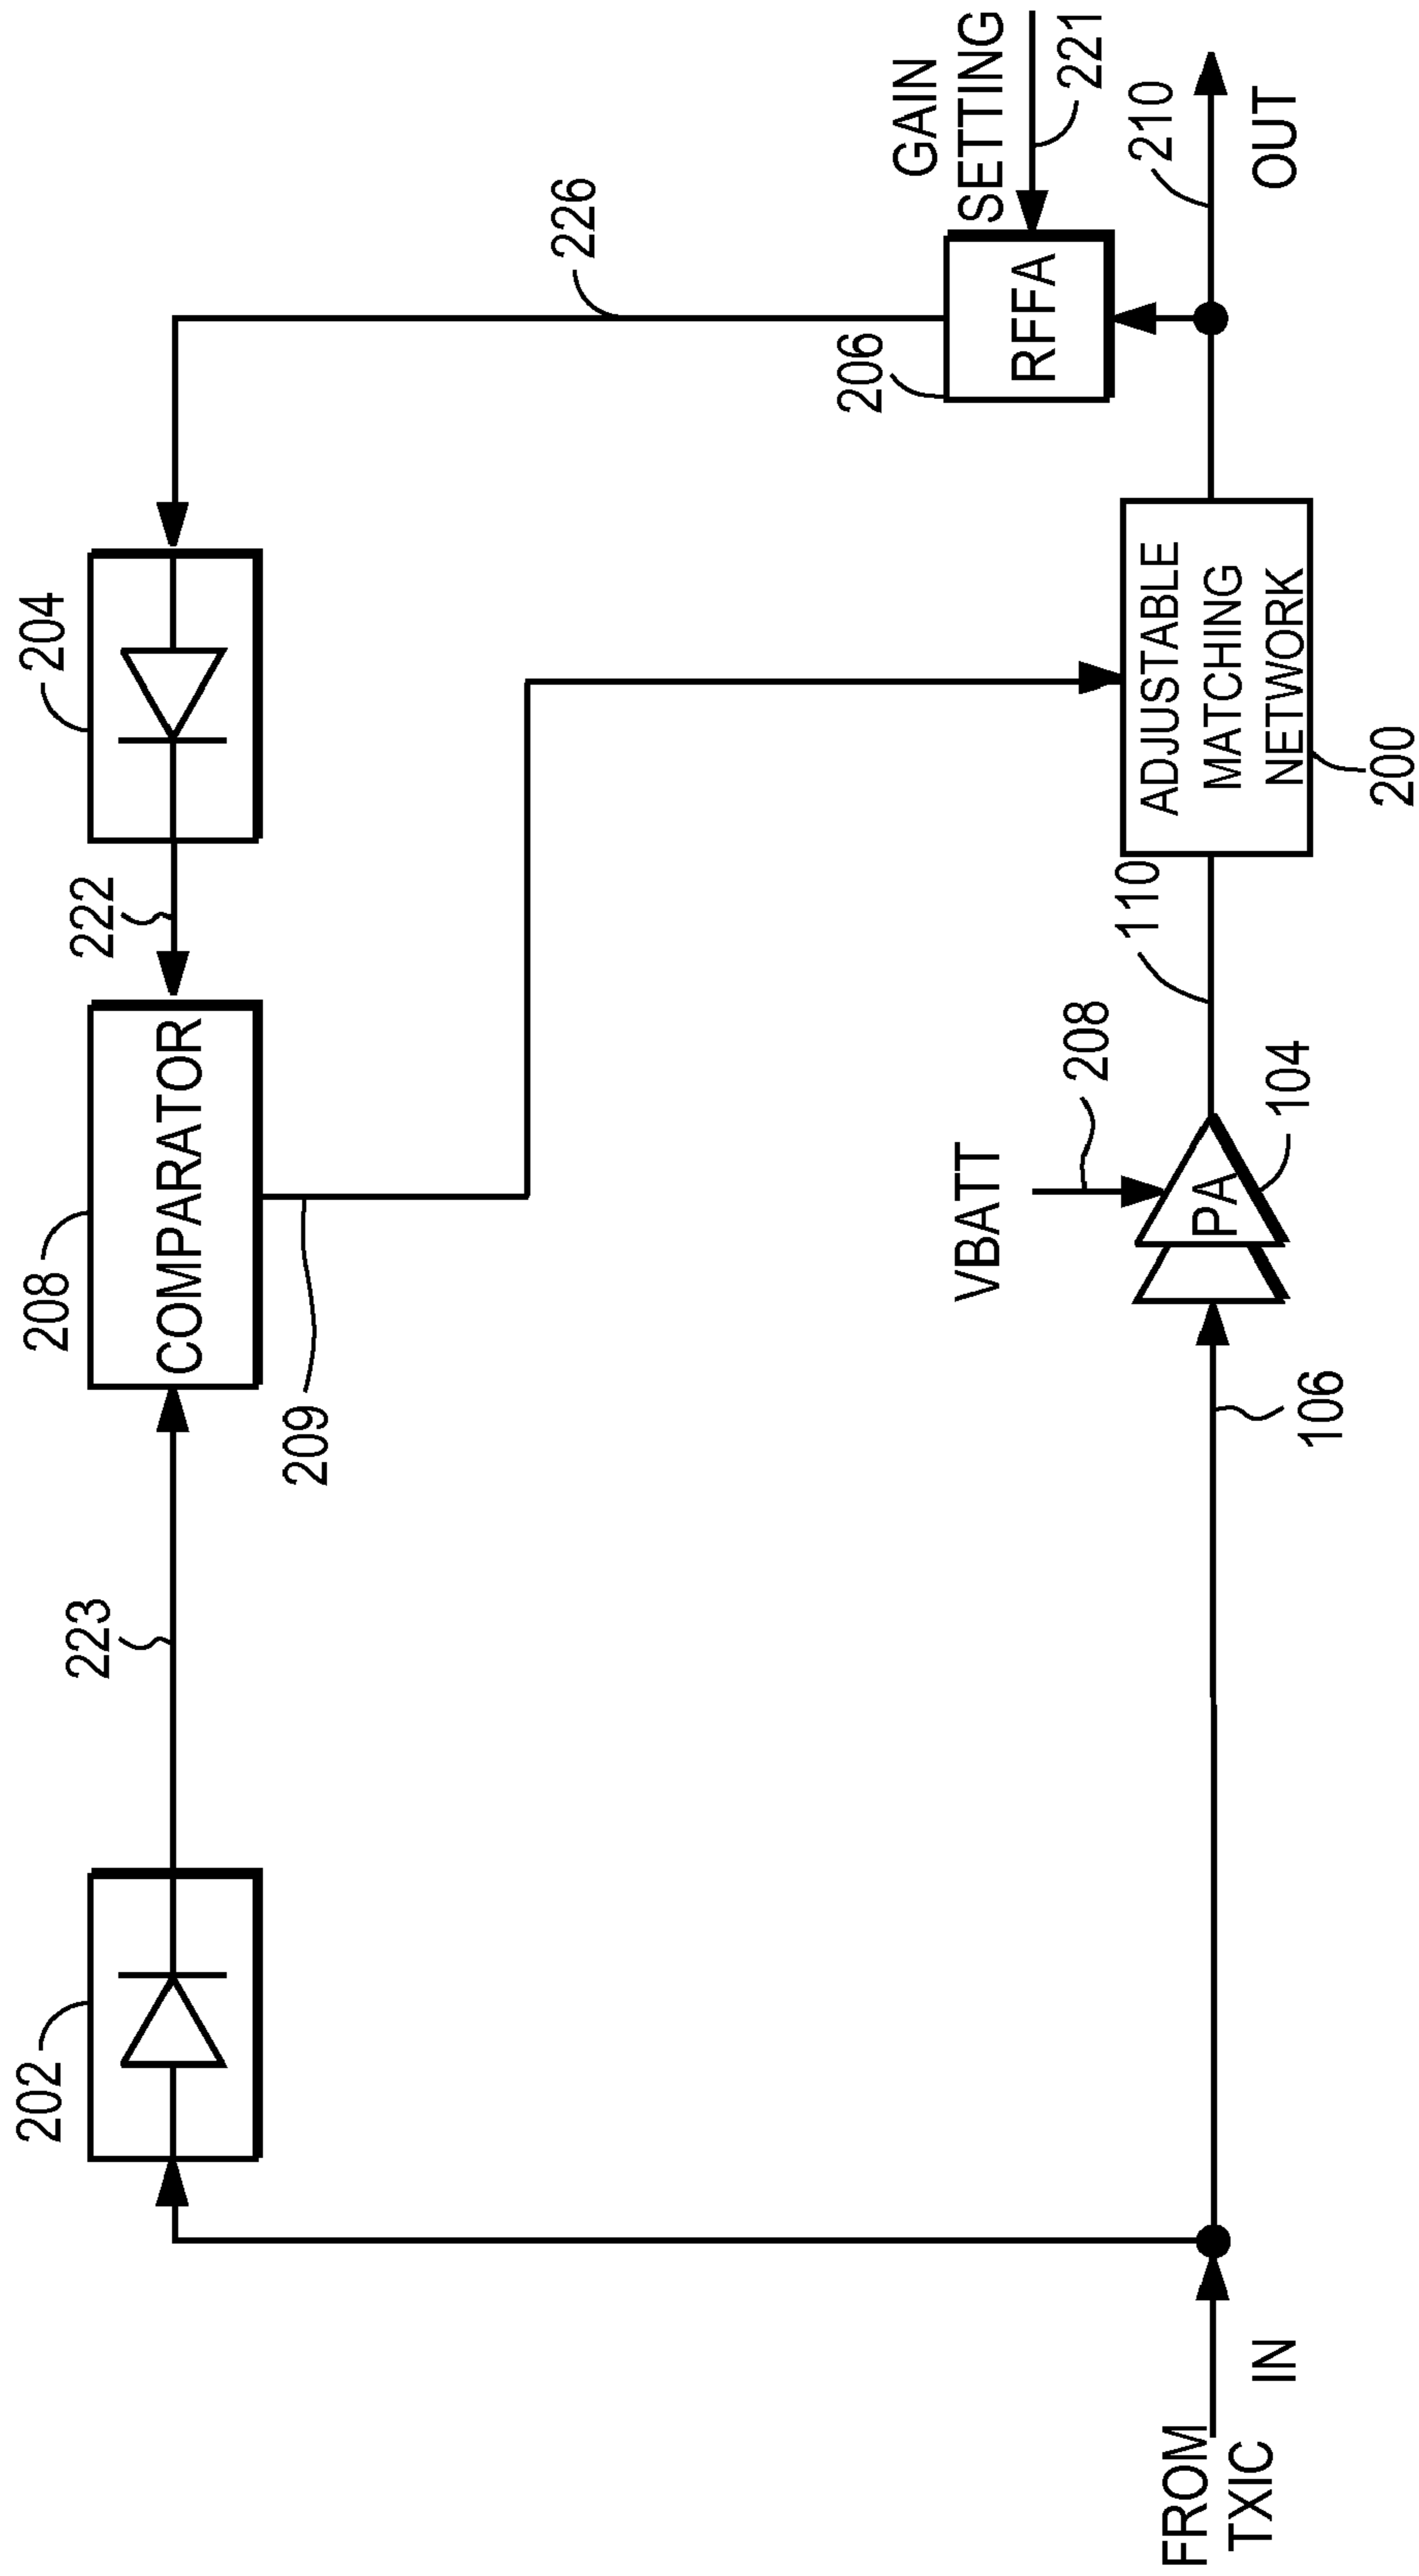 202
223
208
COMPARATOR
222
204
209
226
FROM
TXIC
IN
106
VBATT
208
PA
104
110
ADJUSTABLE
MATCHING
NETWORK
200
206
RFFA
GAIN
SETTING
221
210
OUT